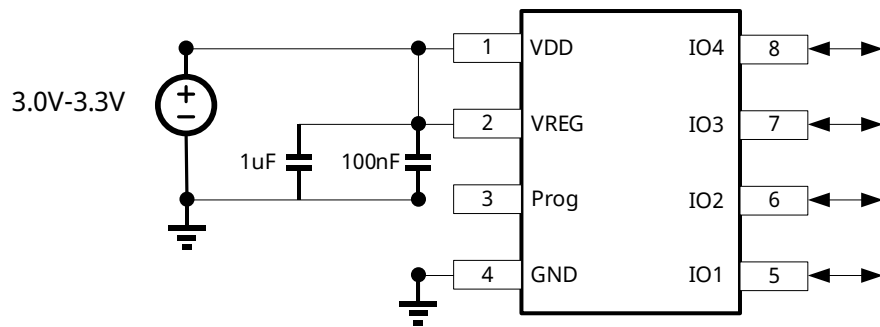 1 VDD IO4 8
3.0V-3.3V
2 VREG IO3 7
1uF 100nF
3 Prog IO2 6
4 GND IO1 5